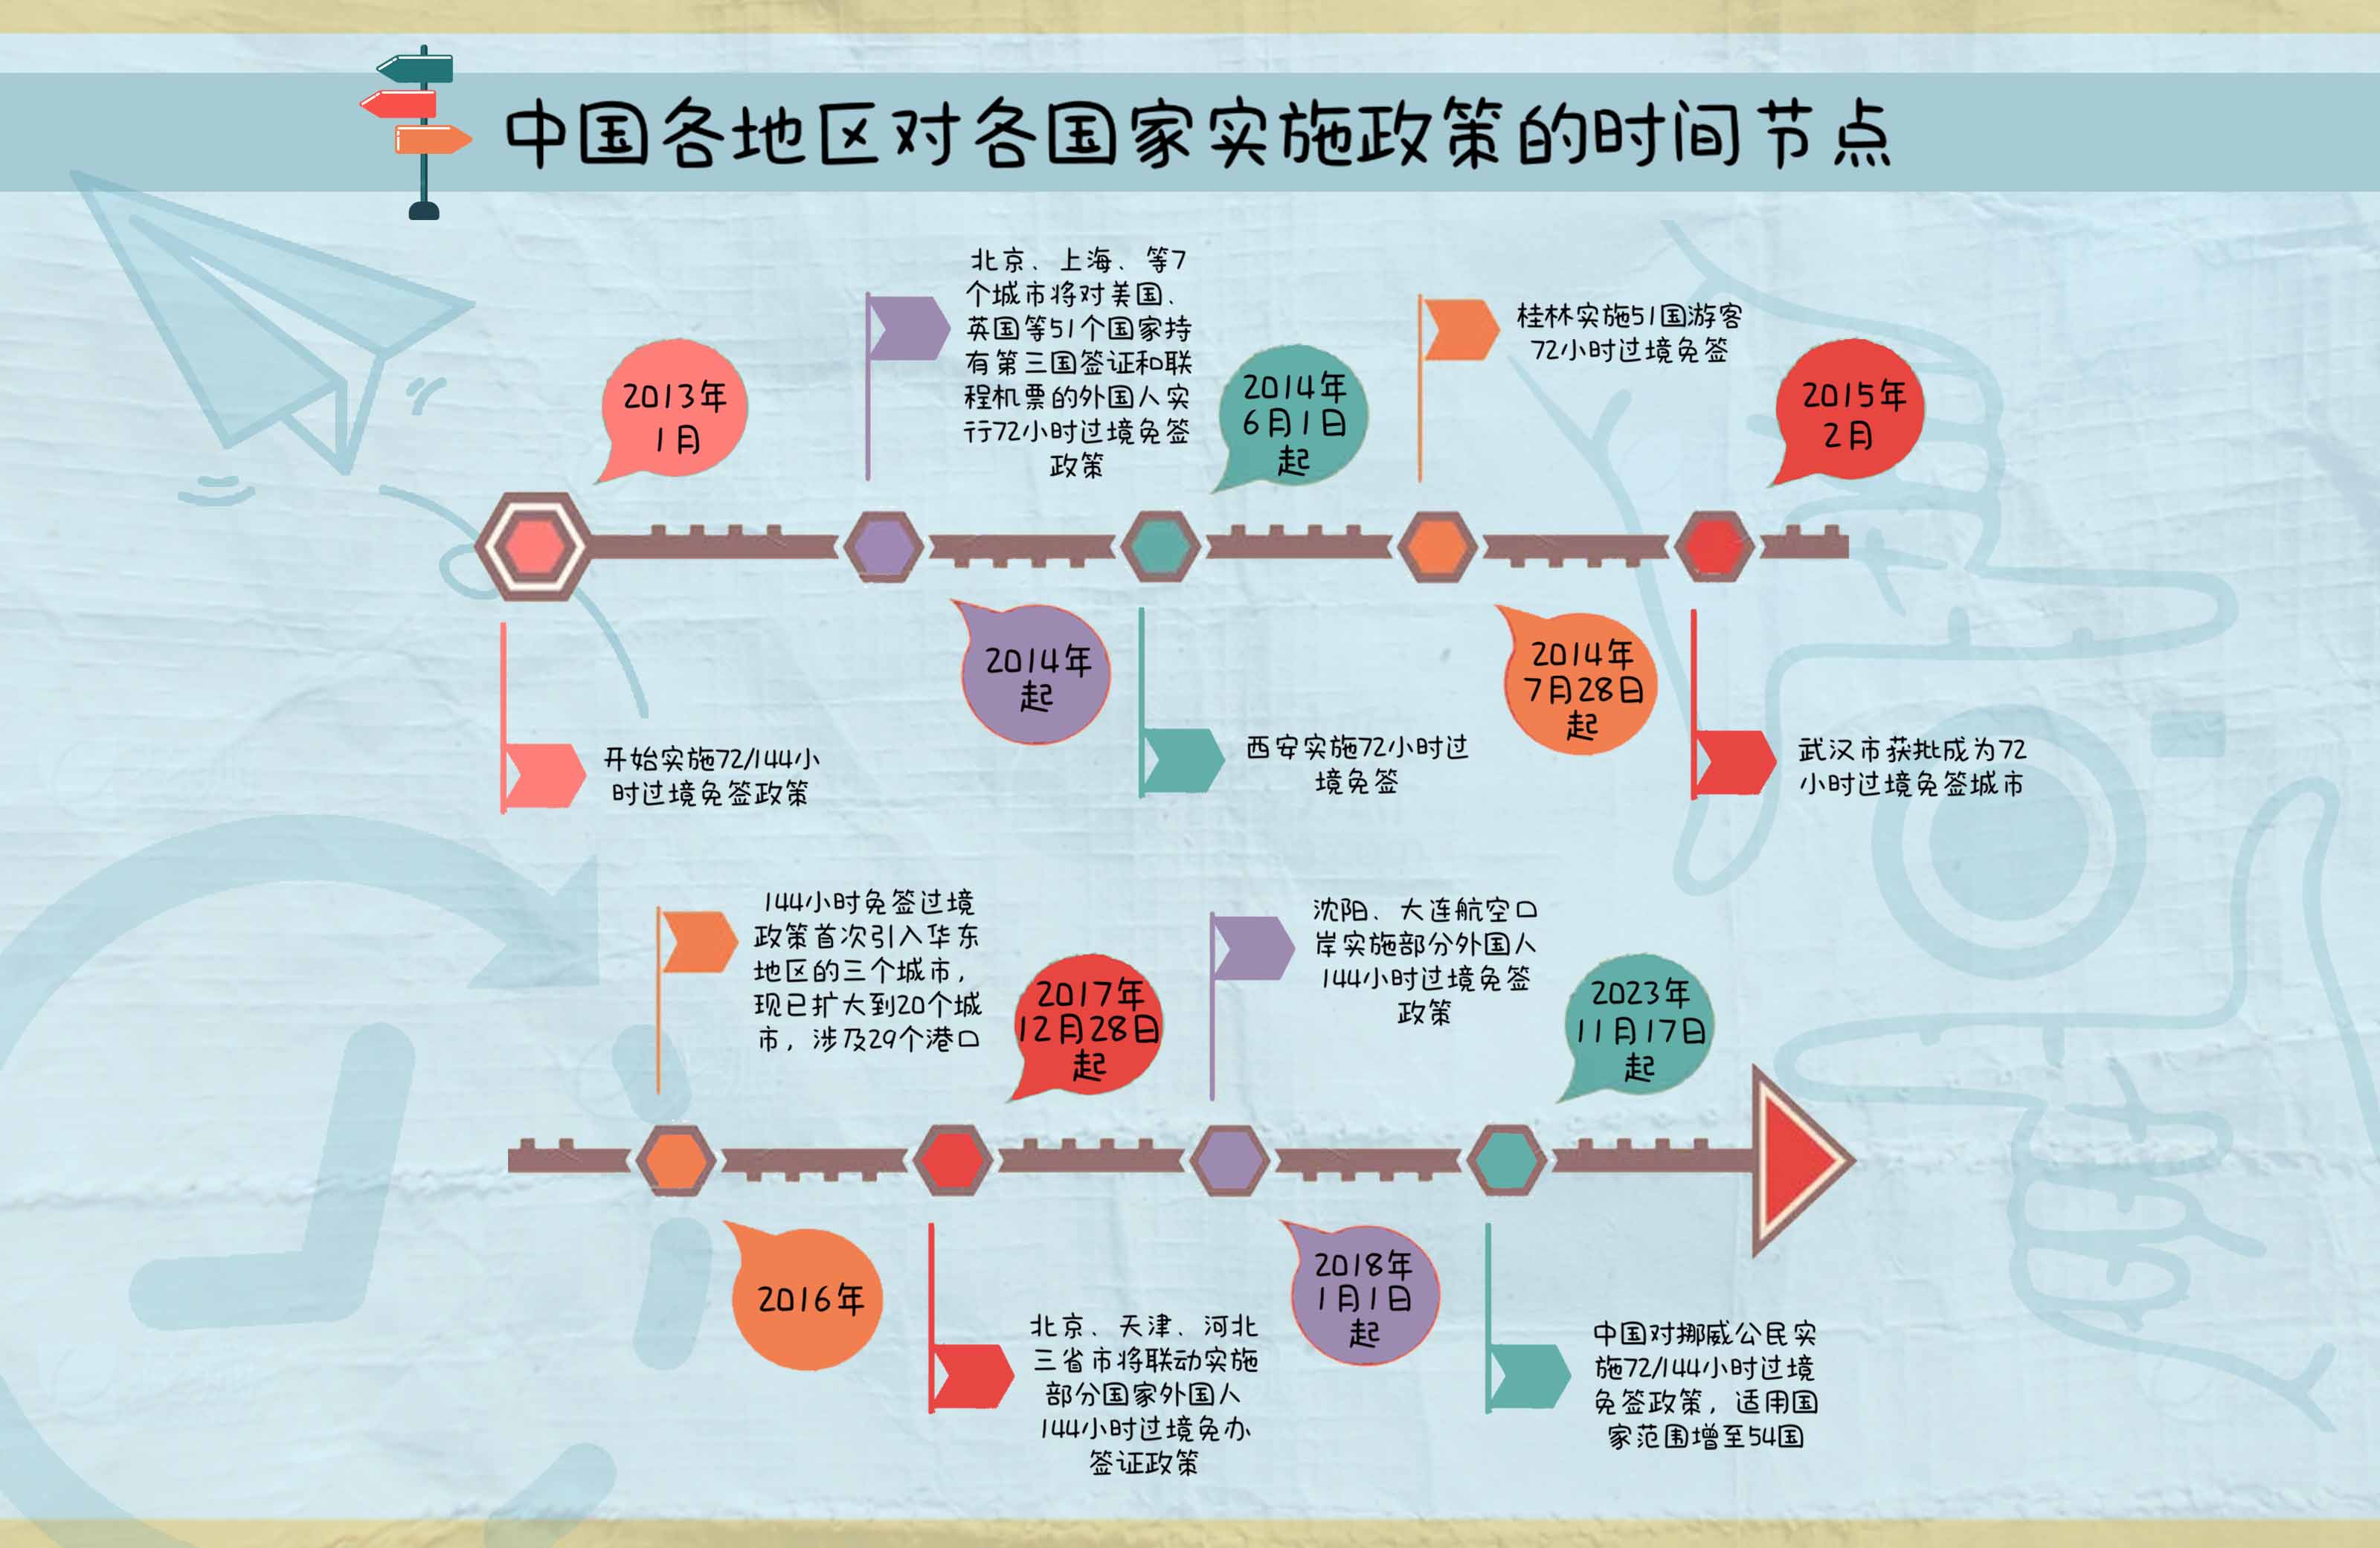 中国各地区对各国家实施政策的时间节点
2013年
1月
开始实施72/144小
时过境免签政策
北京、上海、等7
个城市将对美国、
英国等51个国家持
有第三国签证和联
程机票的外国人实
行72小时过境免签
政策
2014年
起
2014年
6月1日
起
西安实施72小时过
境免签
桂林实施51国游客
72小时过境免签
2014年
7月28日
起
2015年
2月
武汉市获批成为72
小时过境免签城市
144小时免签过境
政策首次引入华东
地区的三个城市，
现已扩大到20个城
市，涉及29个港口
2016年
2017年
12月28日
起
北京、天津、河北
三省市将联动实施
部分国家外国人
144小时过境免办
签证政策
沈阳、大连航空口
岸实施部分外国人
144小时过境免签
政策
2018年
1月1日
起
2023年
11月17日
起
中国对挪威公民实
施72/144小时过境
免签政策，适用国
家范围增至54国